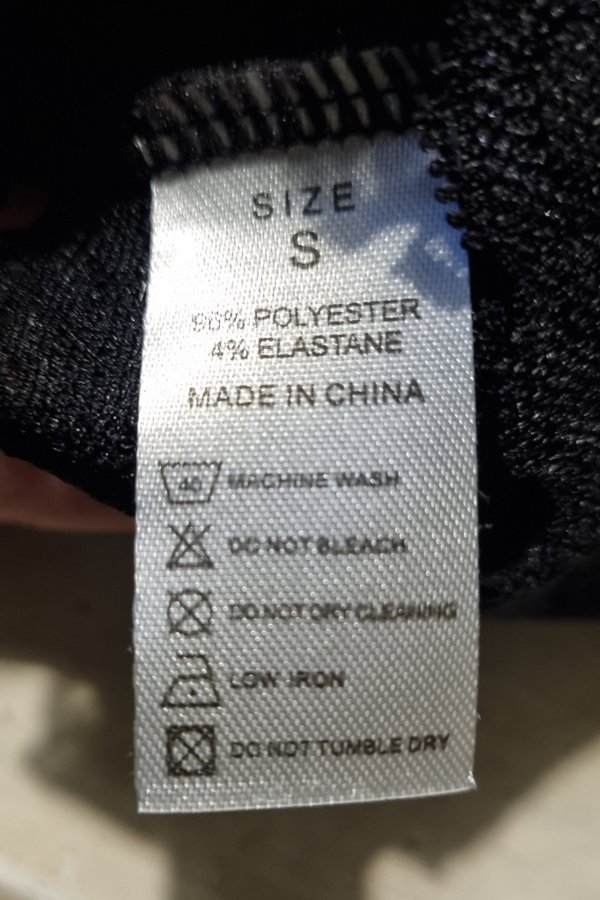 SIZE
S
96% POLYESTER
4% ELASTANE
MADE IN CHINA
40 MACHINE WASH
DO NOT BLEACH
DO NOT DRY CLEANING
LOW IRON
DO NOT TUMBLE DRY